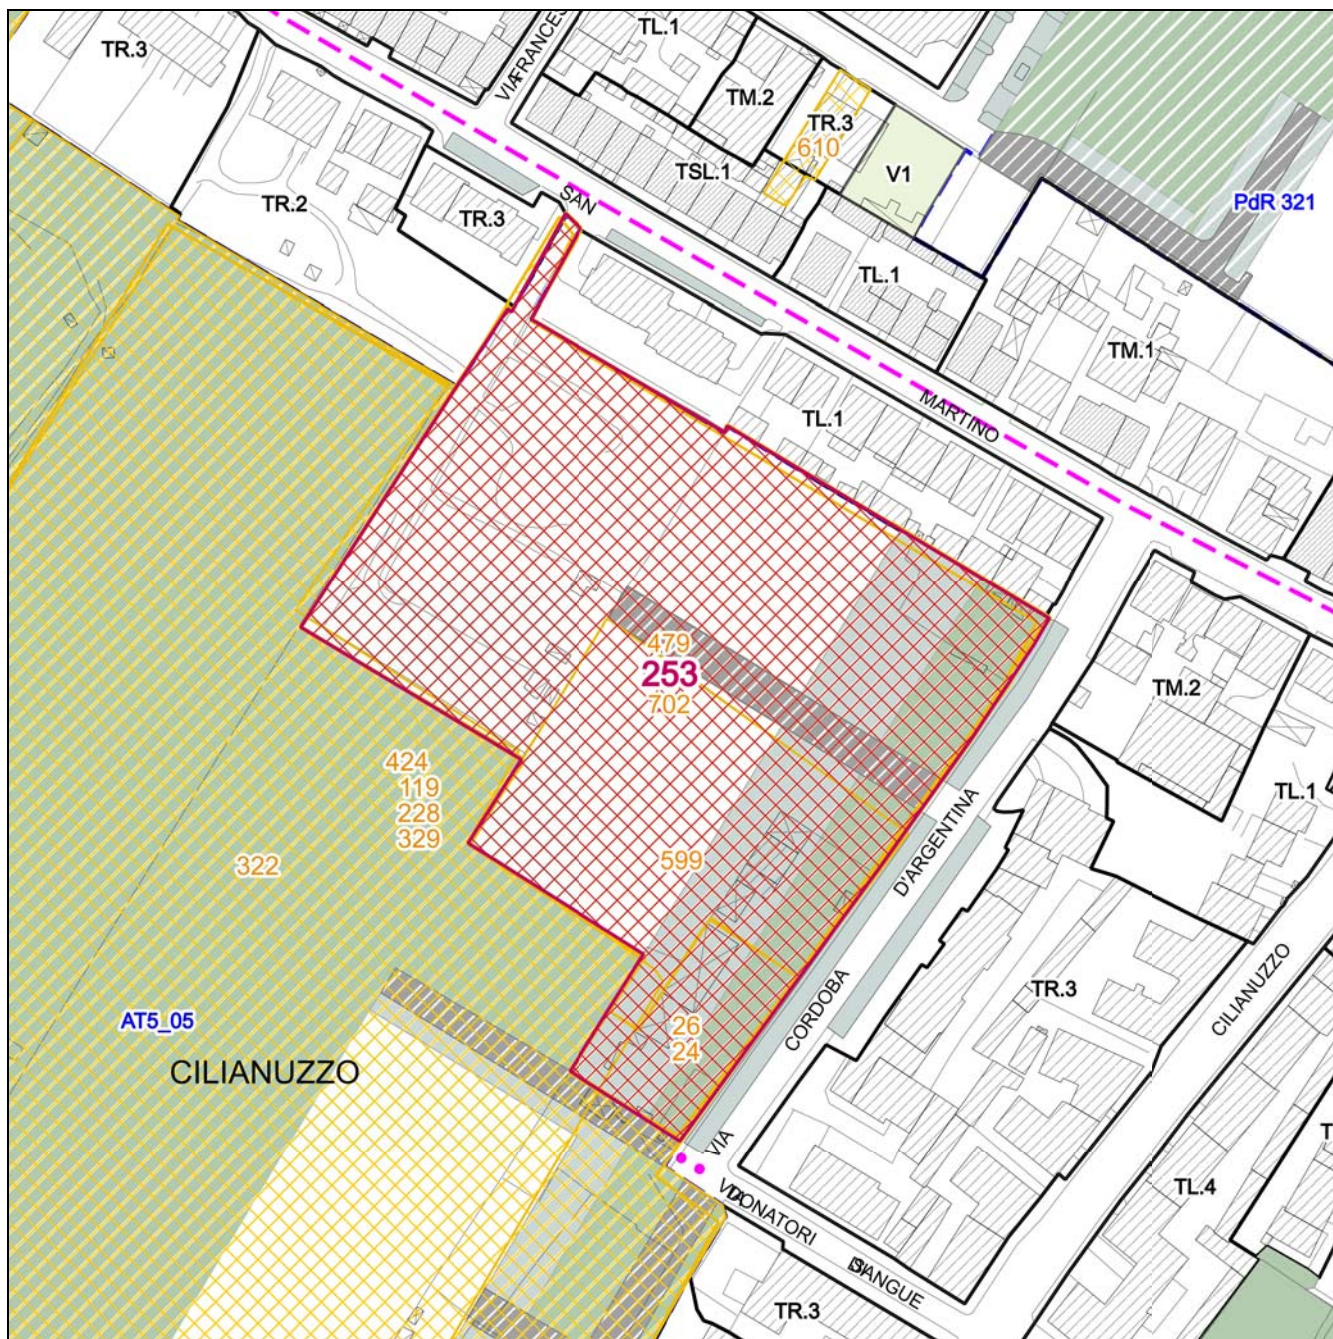 TR.3
TL.1
VIA FRANCES
TM.2
TR.3
610
V1
TSL.1
PdR 321
TR.2
TR.3
SAN
TL.1
TM.1
MARTINO
TL.1
479
253
702
TM.2
424
119
228
329
322
599
D'ARGENTINA
TL.1
TR.3
CILIANUZZO
CORDOBA
26
24
AT5_05
CILIANUZZO
VIA
VIA
DONATORI
DI
SANGUE
TL.4
T
TR.3